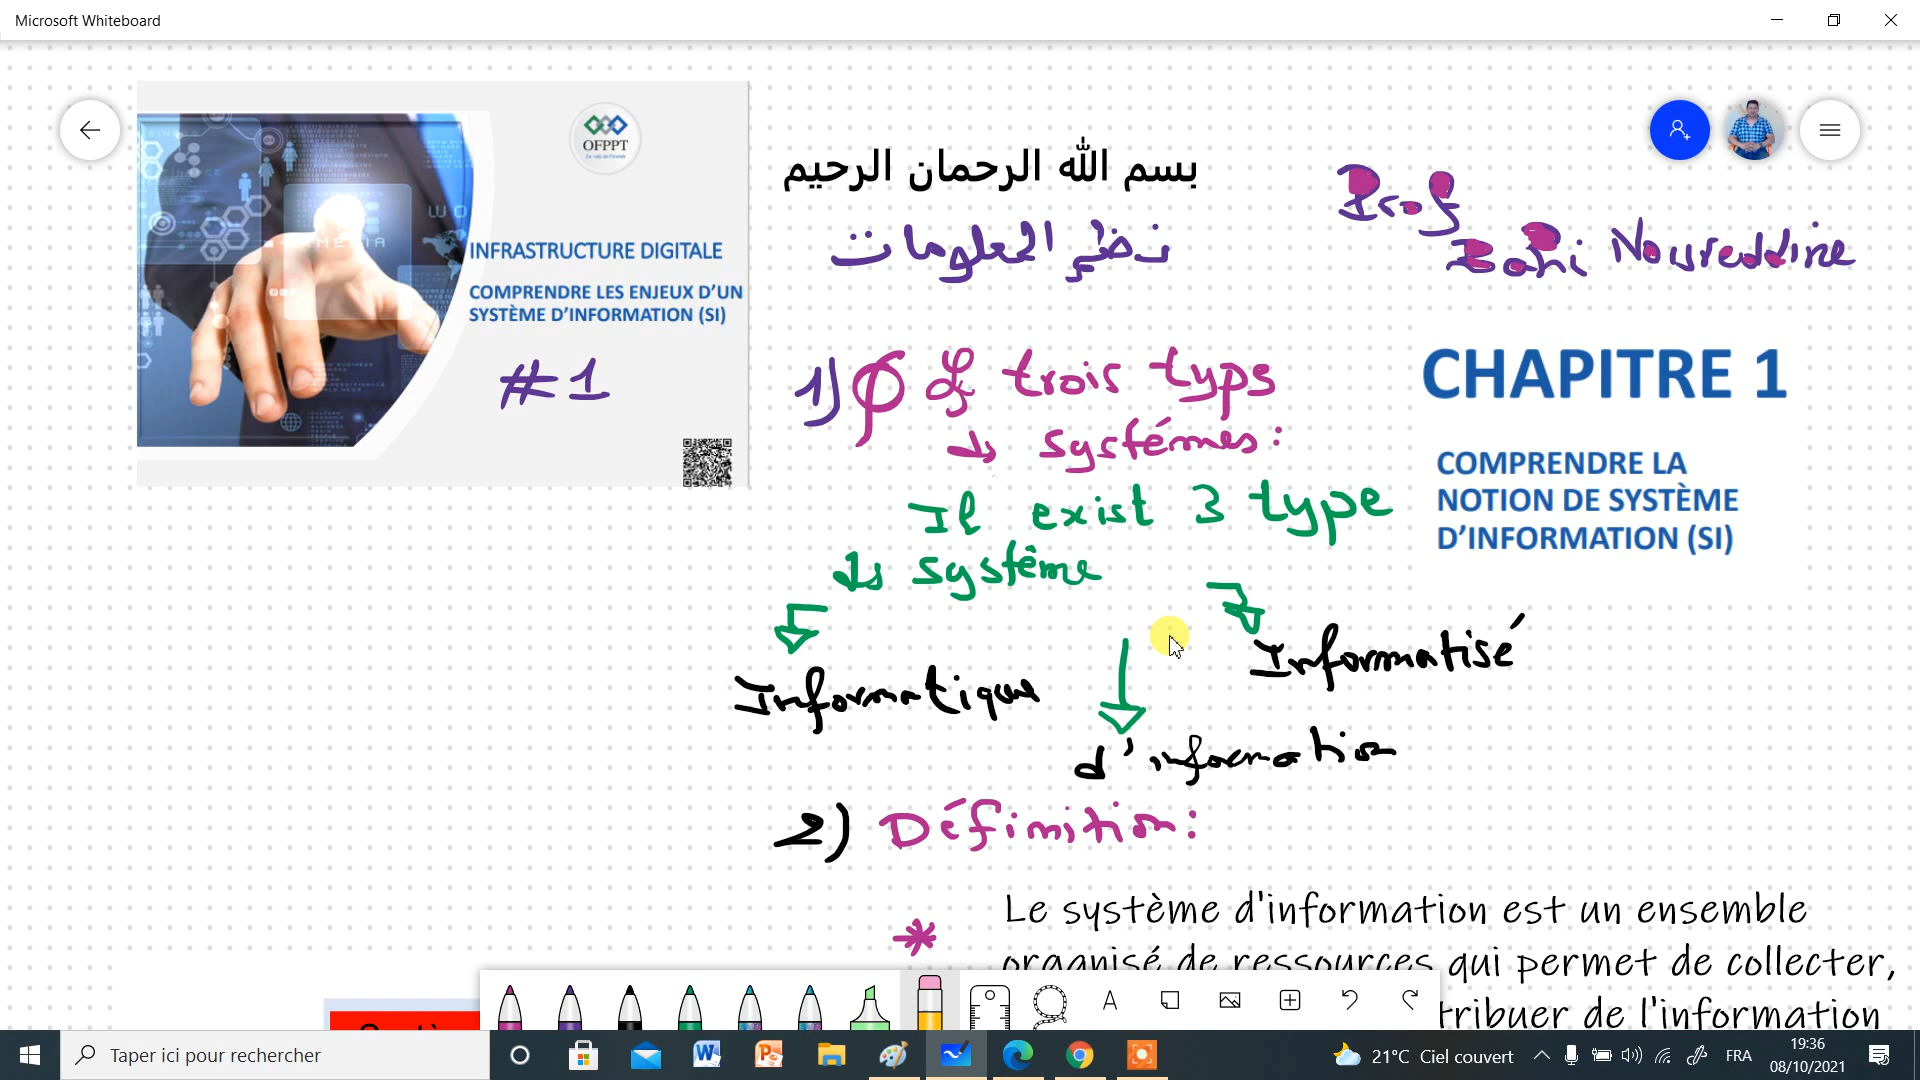 Microsoft Whiteboard
OFPPT
INFRASTRUCTURE DIGITALE
COMPRENDRE LES ENJEUX D'UN
SYSTÈME D'INFORMATION (SI)
#1
بسم الله الرحمان الرحيم
نظم المعلومات
Prof
Bahi Noureddine
CHAPITRE 1
COMPRENDRE LA
NOTION DE SYSTÈME
D'INFORMATION (SI)
1) trois typs
systémes:
Il exist 3 type
système
Informatique
Informatisé
d'information
2) Définition:
* Le système d'information est un ensemble
organisé de ressources qui permet de collecter,
tribuer de l'information
Taper ici pour rechercher
21°C Ciel couvert
FRA
19:36
08/10/2021